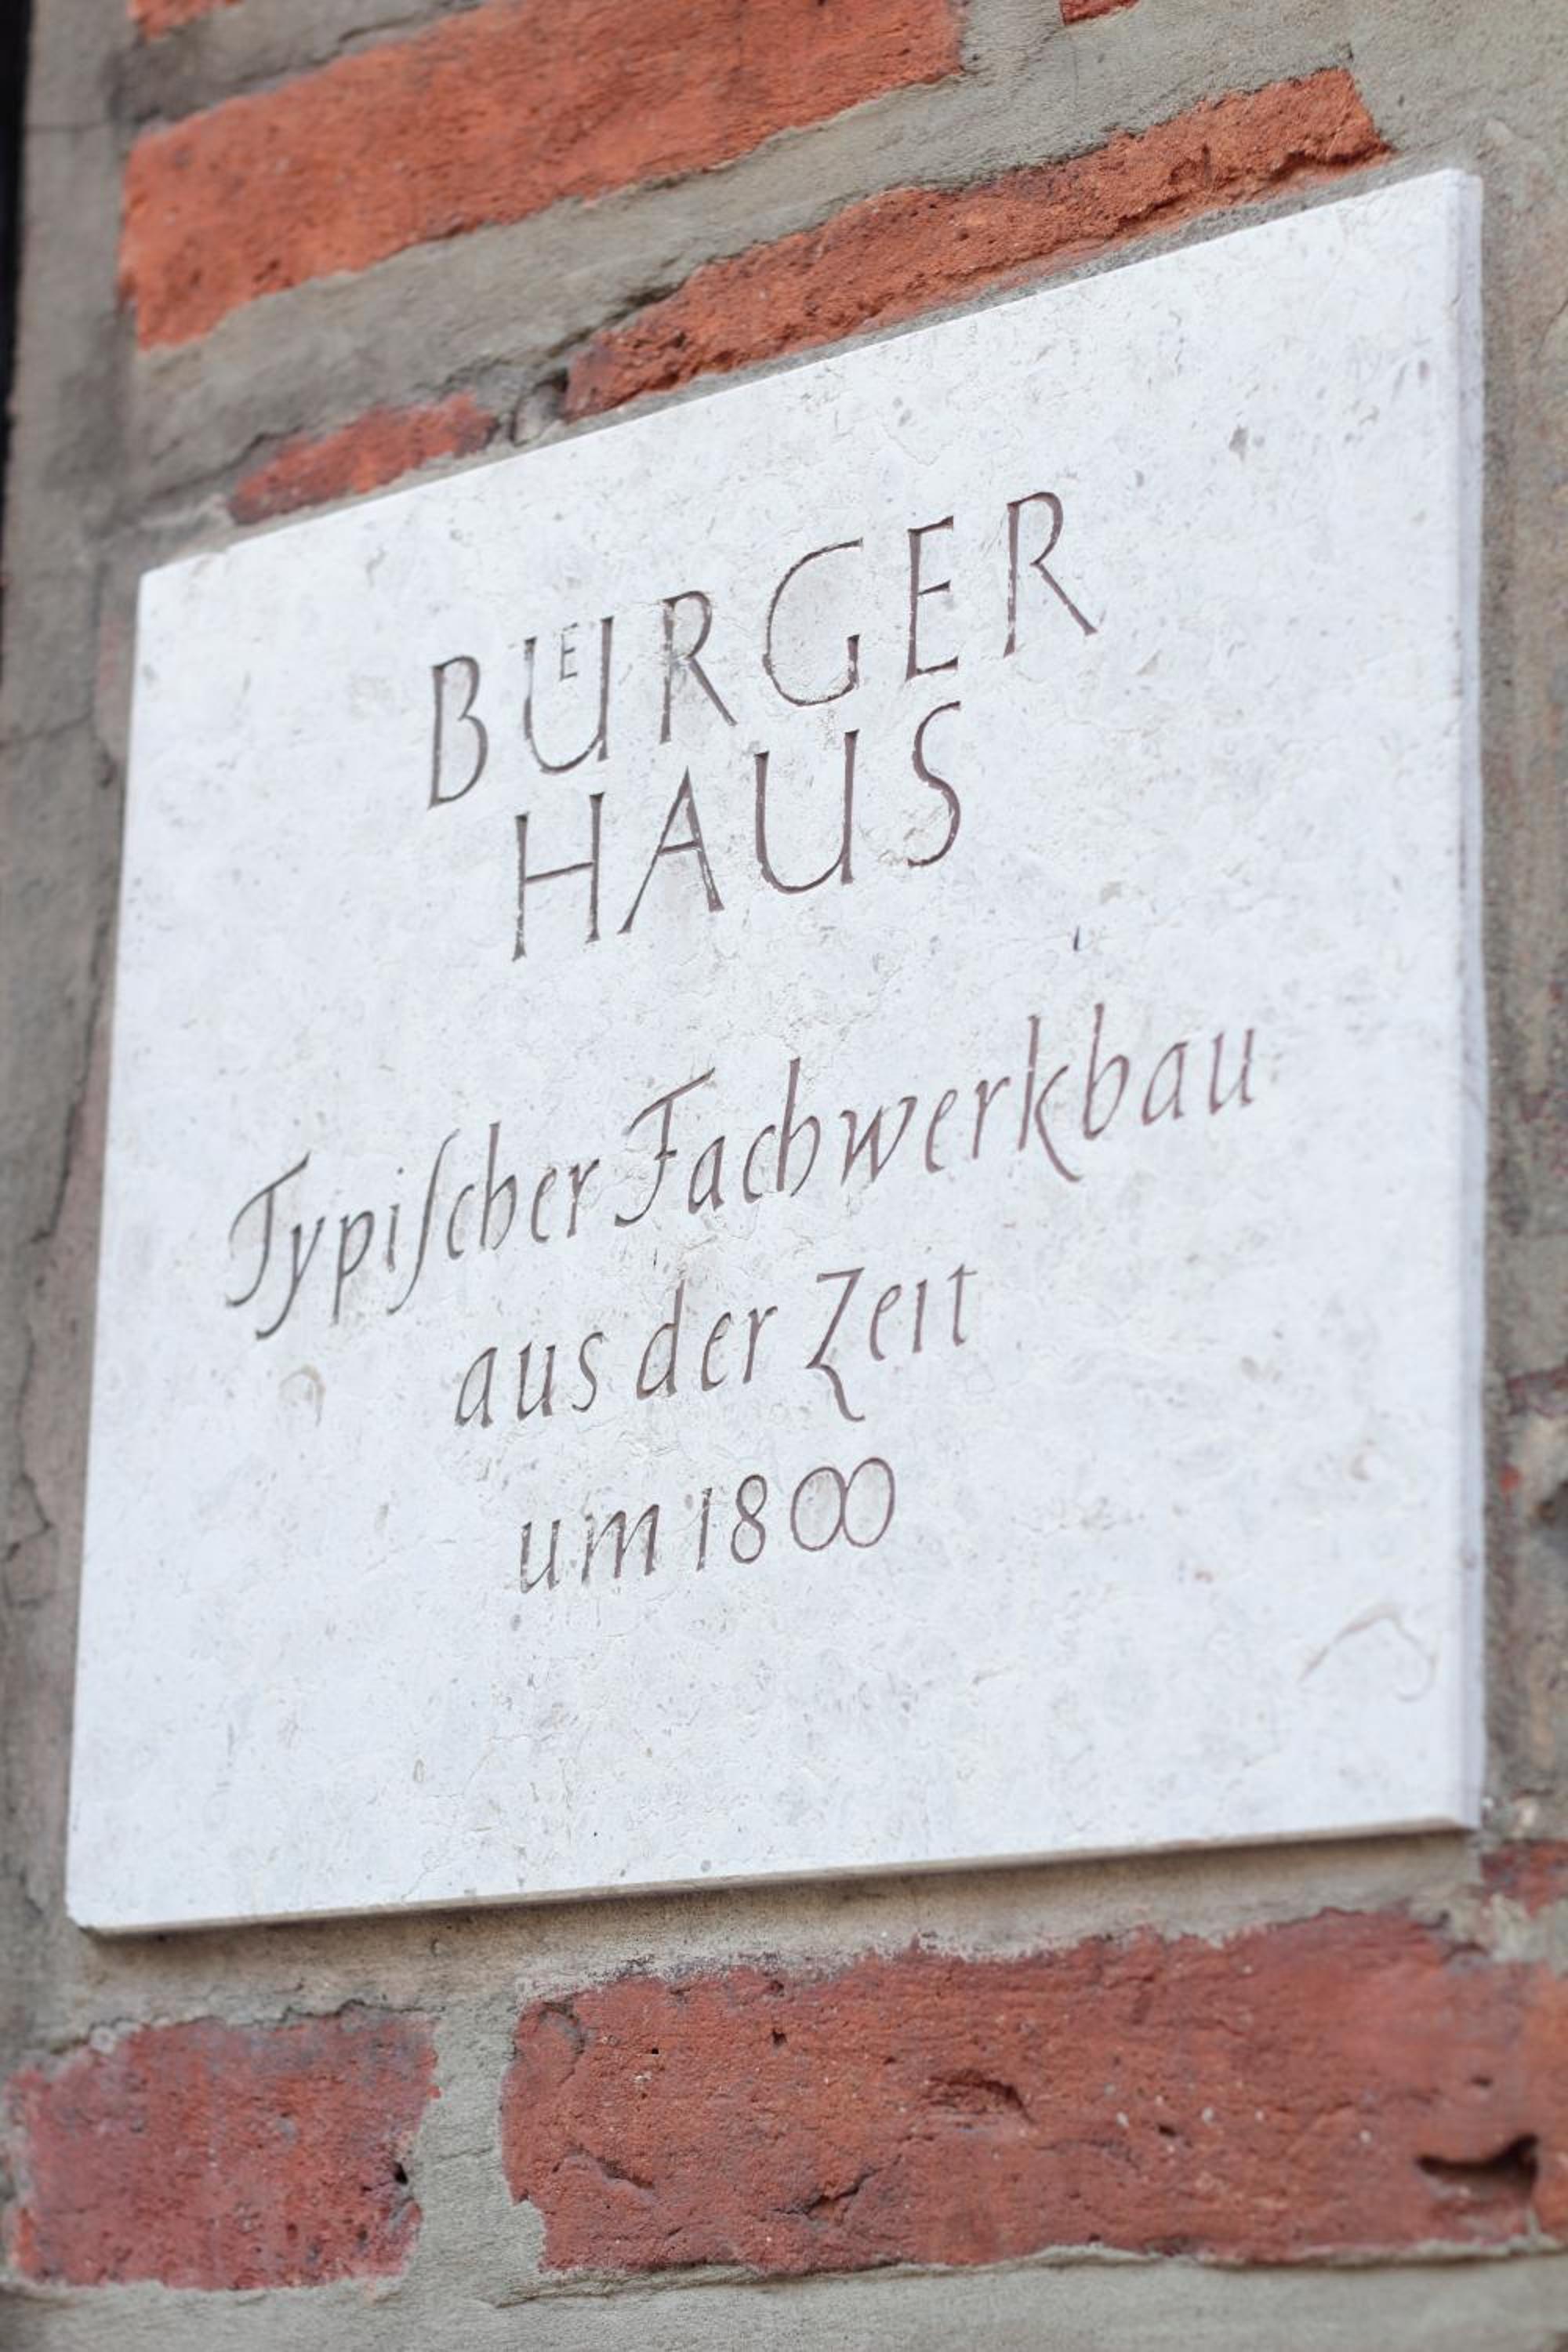 BUͤRGER
HAUS
Typiſcher Fachwerkbau
aus der Zeit
um 1800